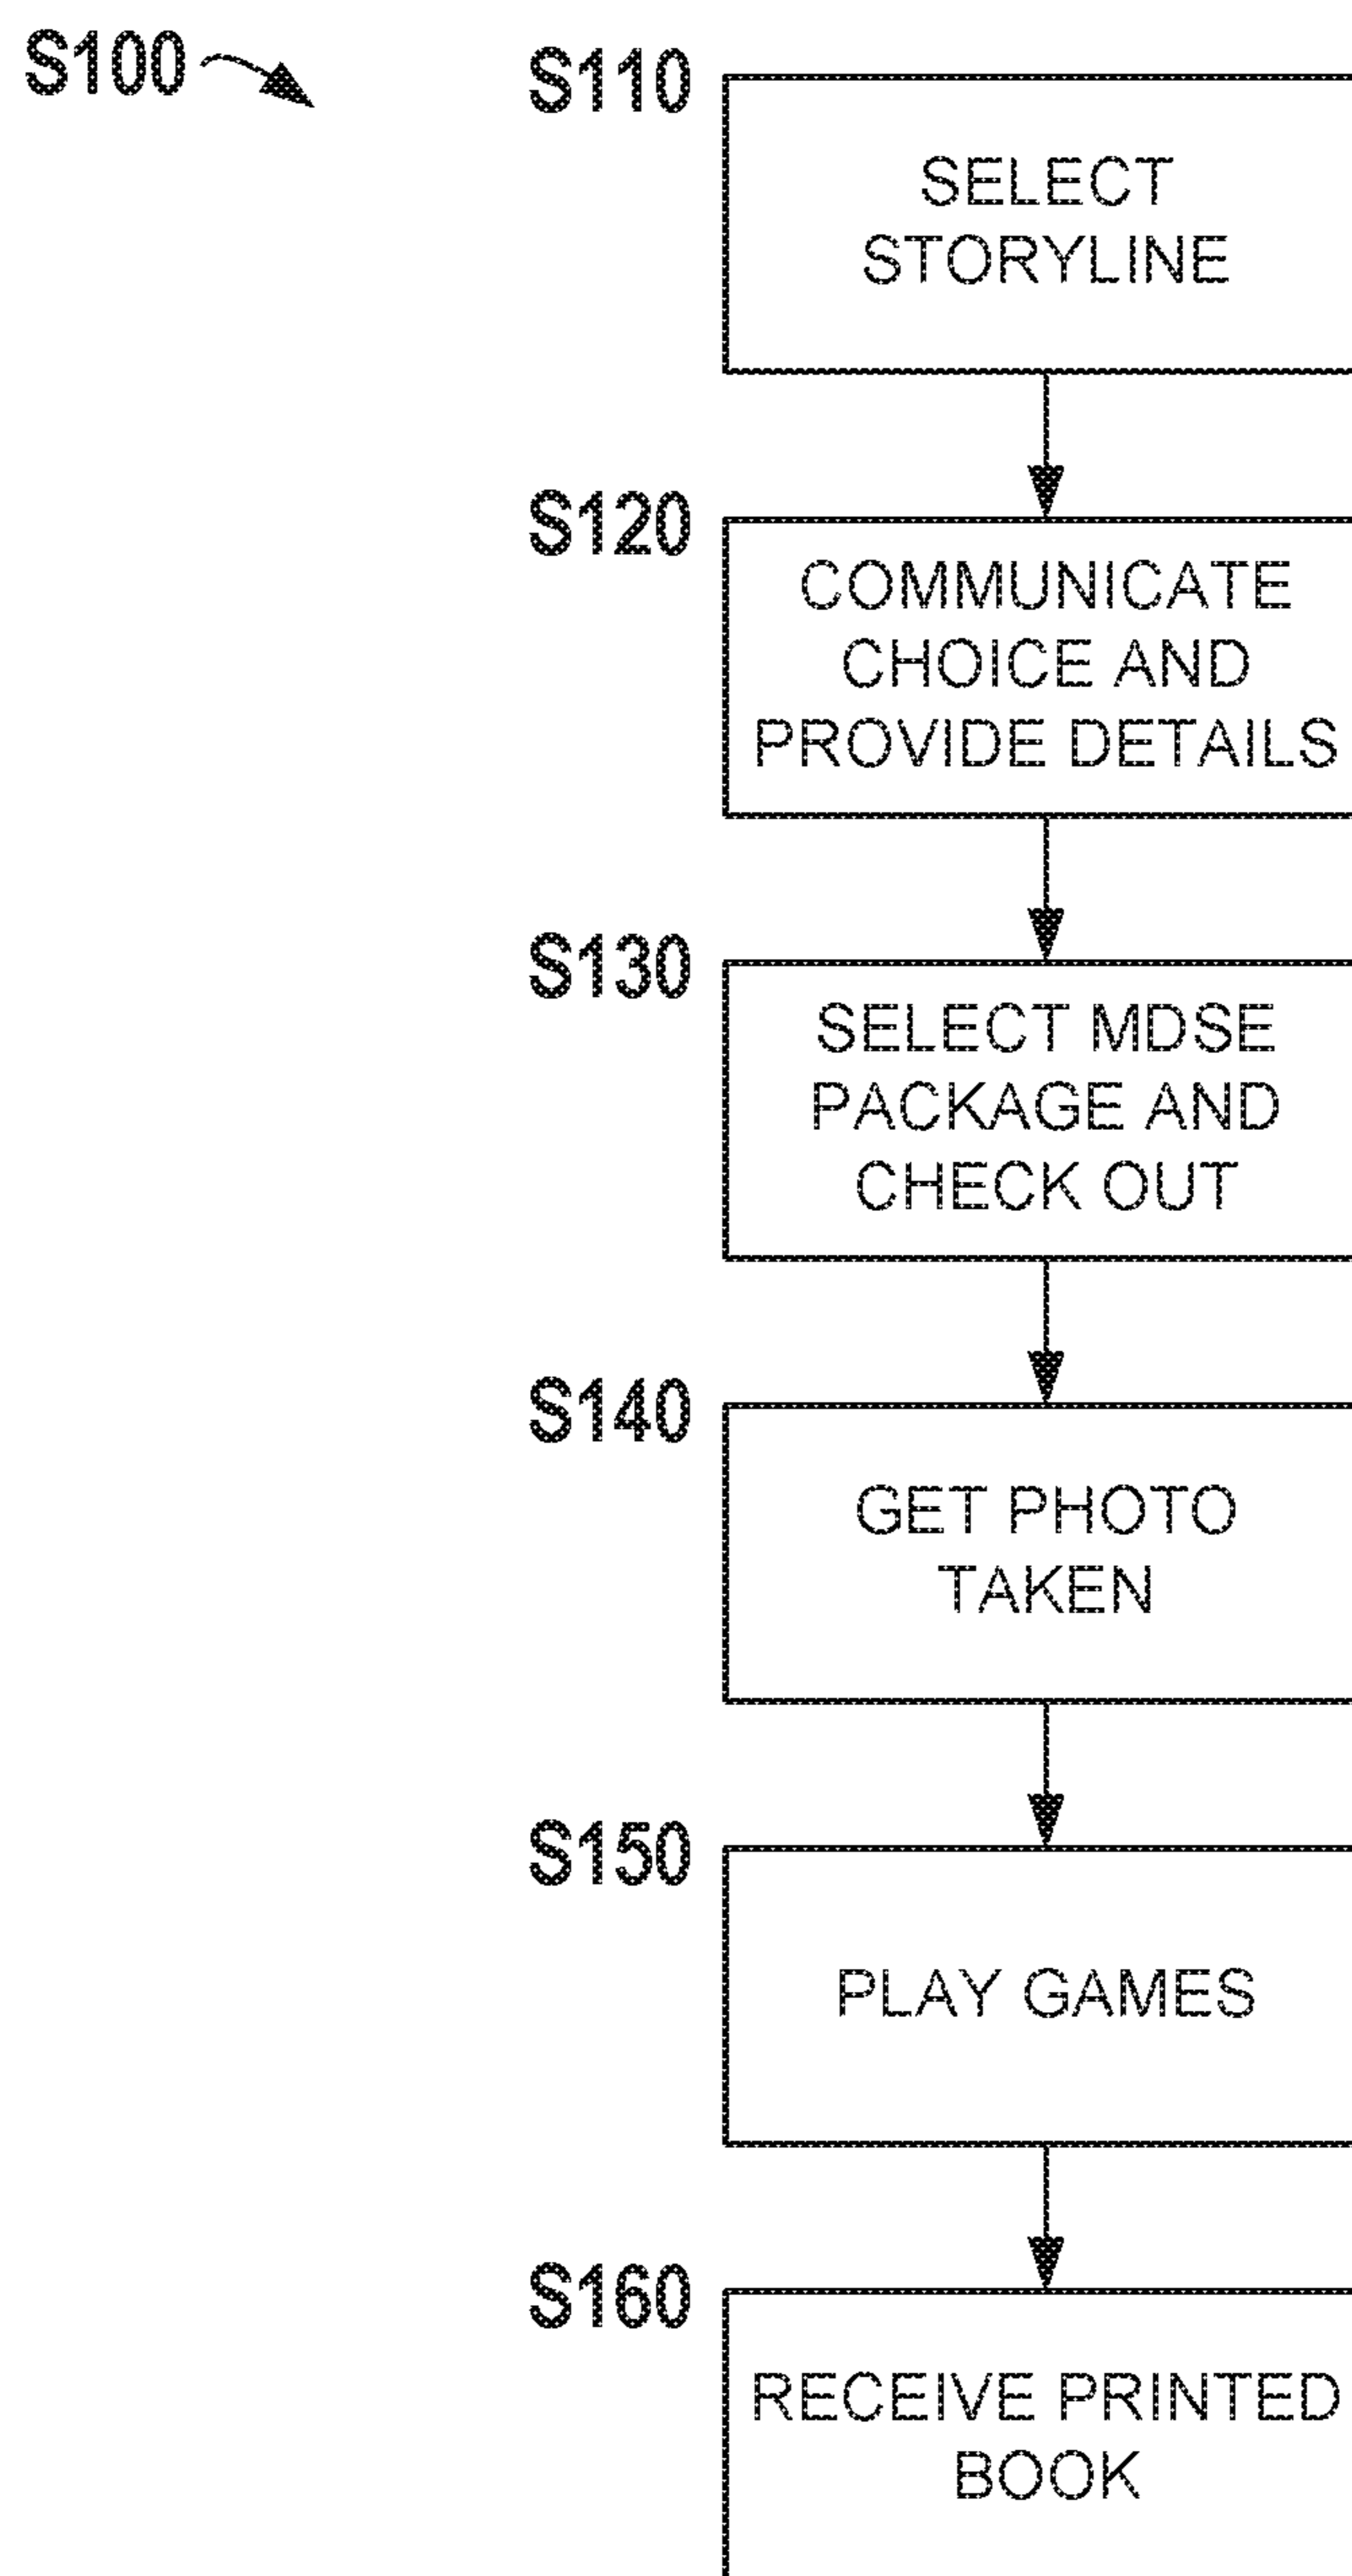 S100
S110
SELECT
STORYLINE
S120
COMMUNICATE
CHOICE AND
PROVIDE DETAILS
S130
SELECT MDSE
PACKAGE AND
CHECK OUT
S140
GET PHOTO
TAKEN
S150
PLAY GAMES
S160
RECEIVE PRINTED
BOOK